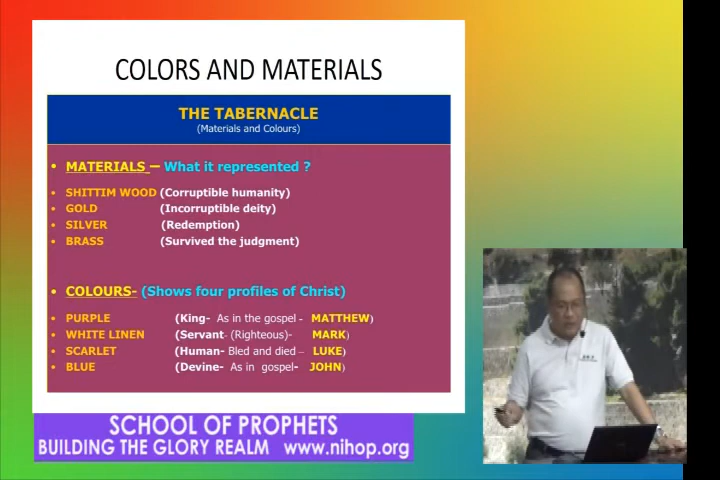 COLORS AND MATERIALS
THE TABERNACLE
(Materials and Colours)
• MATERIALS – What it represented ?
• SHITTIM WOOD (Corruptible humanity)
• GOLD (Incorruptible deity)
• SILVER (Redemption)
• BRASS (Survived the judgment)
• COLOURS- (Shows four profiles of Christ)
• PURPLE (King- As in the gospel - MATTHEW)
• WHITE LINEN (Servant- (Righteous)- MARK)
• SCARLET (Human- Bled and died – LUKE)
• BLUE (Devine- As in gospel- JOHN)
SCHOOL OF PROPHETS
BUILDING THE GLORY REALM www.nihop.org